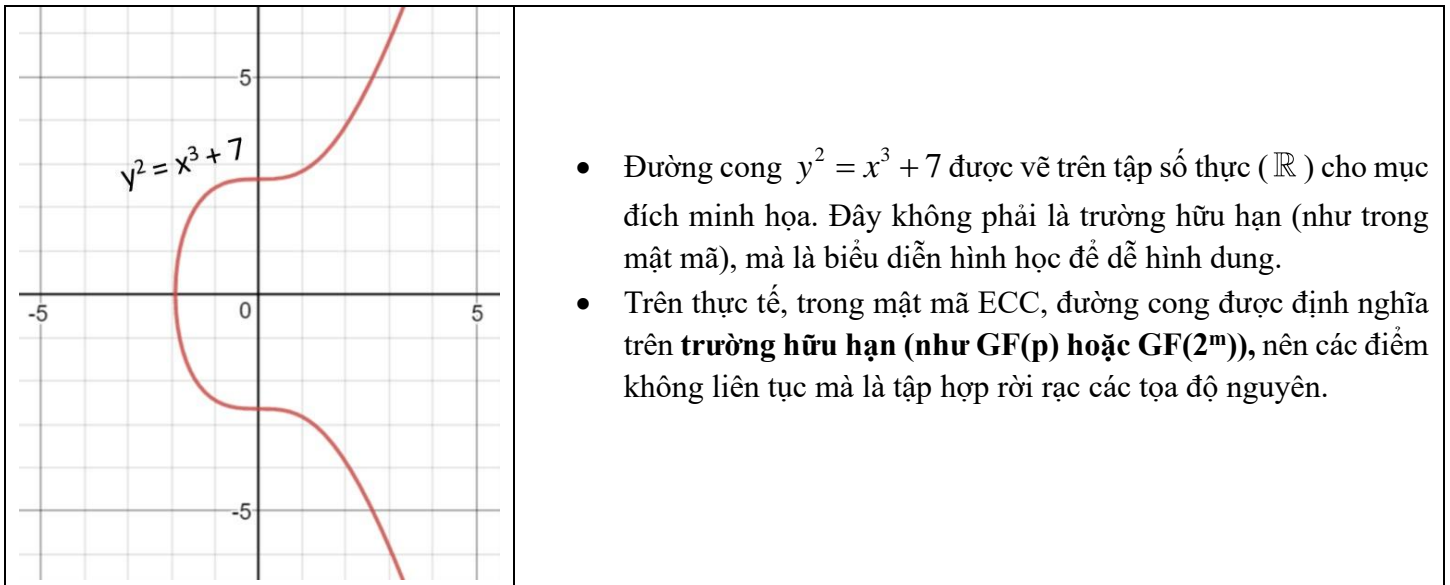 5
y² = x³ + 7
-5
0
5
-5
• Đường cong y² = x³ + 7 được vẽ trên tập số thực ( ℝ ) cho mục
đích minh họa. Đây không phải là trường hữu hạn (như trong
mật mã), mà là biểu diễn hình học để dễ hình dung.
• Trên thực tế, trong mật mã ECC, đường cong được định nghĩa
trên trường hữu hạn (như GF(p) hoặc GF(2ᵐ)), nên các điểm
không liên tục mà là tập hợp rời rạc các tọa độ nguyên.